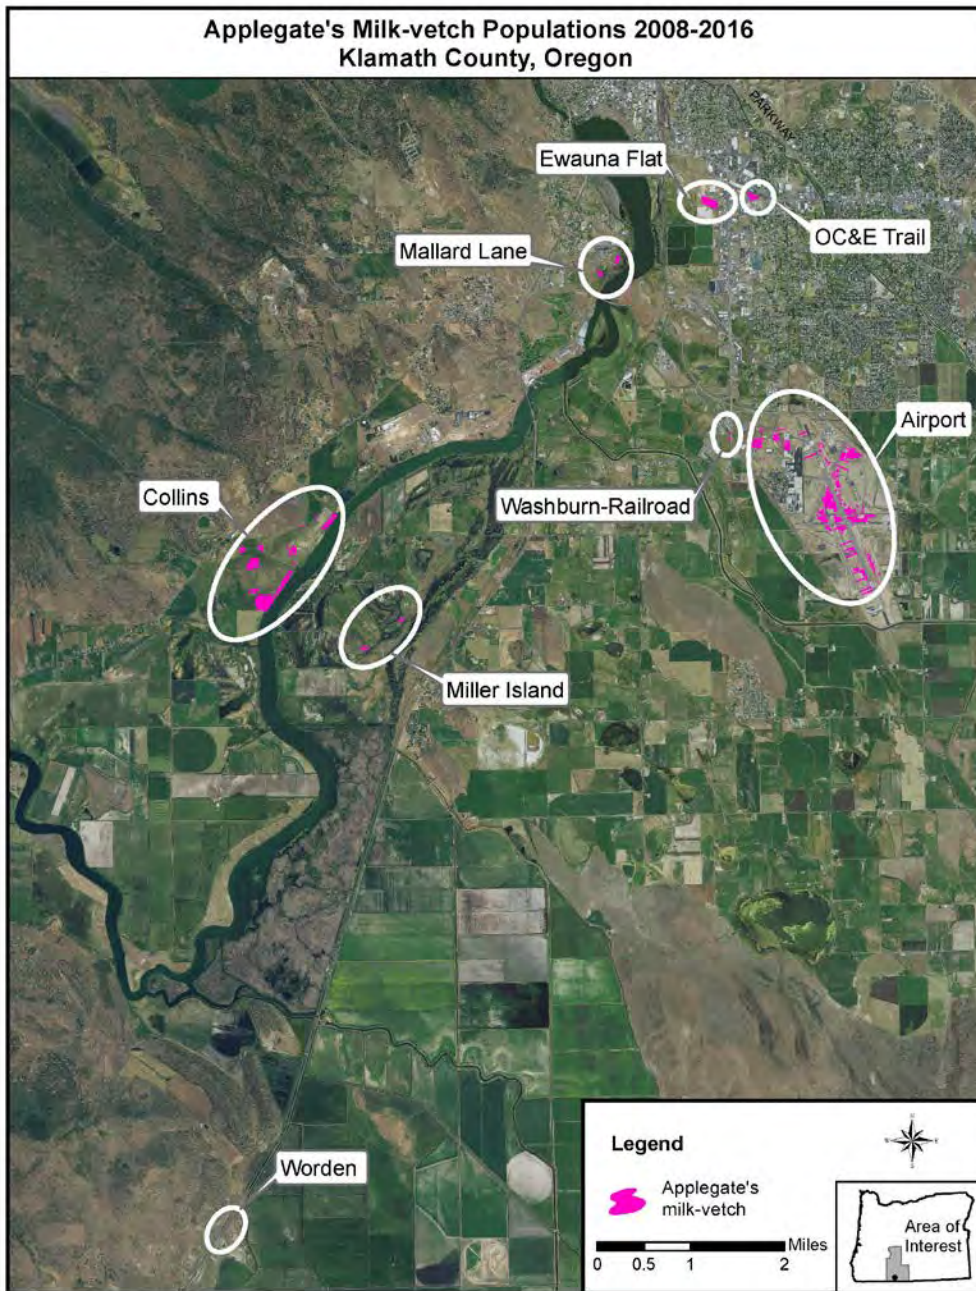 Applegate's Milk-vetch Populations 2008-2016
Klamath County, Oregon
PARKWAY
Ewauna Flat
OC&E Trail
Mallard Lane
Airport
Collins
Washburn-Railroad
Miller Island
Worden
Legend
Applegate's
milk-vetch
Miles
0 0.5 1 2
Area of
Interest